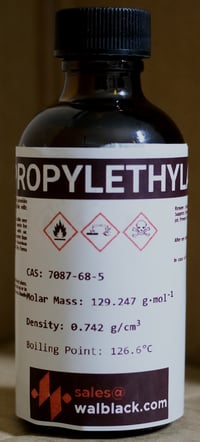 ROPYLETHYL
CAS: 7087-68-5
Molar Mass: 129.247 g·mol⁻¹
Density: 0.742 g/cm³
Boiling Point: 126.6°C
sales@
walblack.com